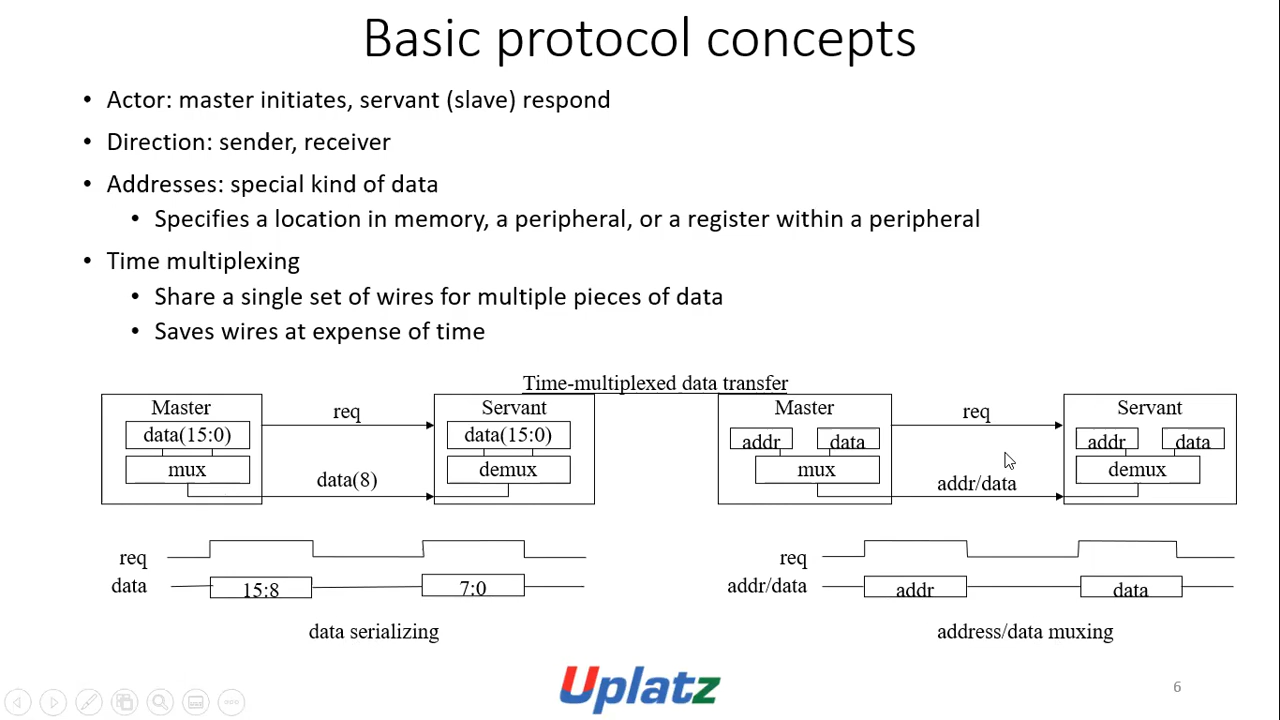 Basic protocol concepts
• Actor: master initiates, servant (slave) respond
• Direction: sender, receiver
• Addresses: special kind of data
• Specifies a location in memory, a peripheral, or a register within a peripheral
• Time multiplexing
• Share a single set of wires for multiple pieces of data
• Saves wires at expense of time
Time-multiplexed data transfer
Master
data(15:0)
mux
req
data(8)
Servant
data(15:0)
demux
req
data
15:8
7:0
data serializing
Master
addr
data
mux
req
addr/data
Servant
addr
data
demux
req
addr/data
addr
data
address/data muxing
Uplatz
6